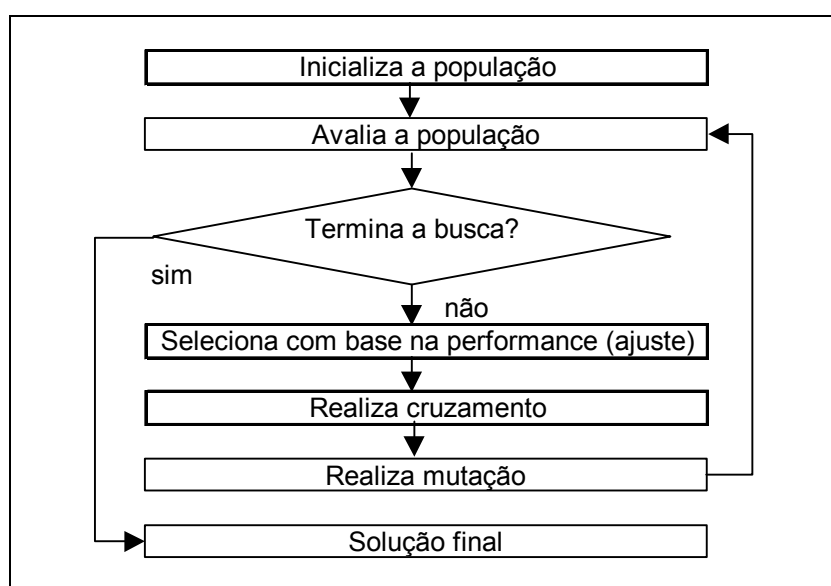 Inicializa a população
Avalia a população
Termina a busca?
sim
não
Seleciona com base na performance (ajuste)
Realiza cruzamento
Realiza mutação
Solução final